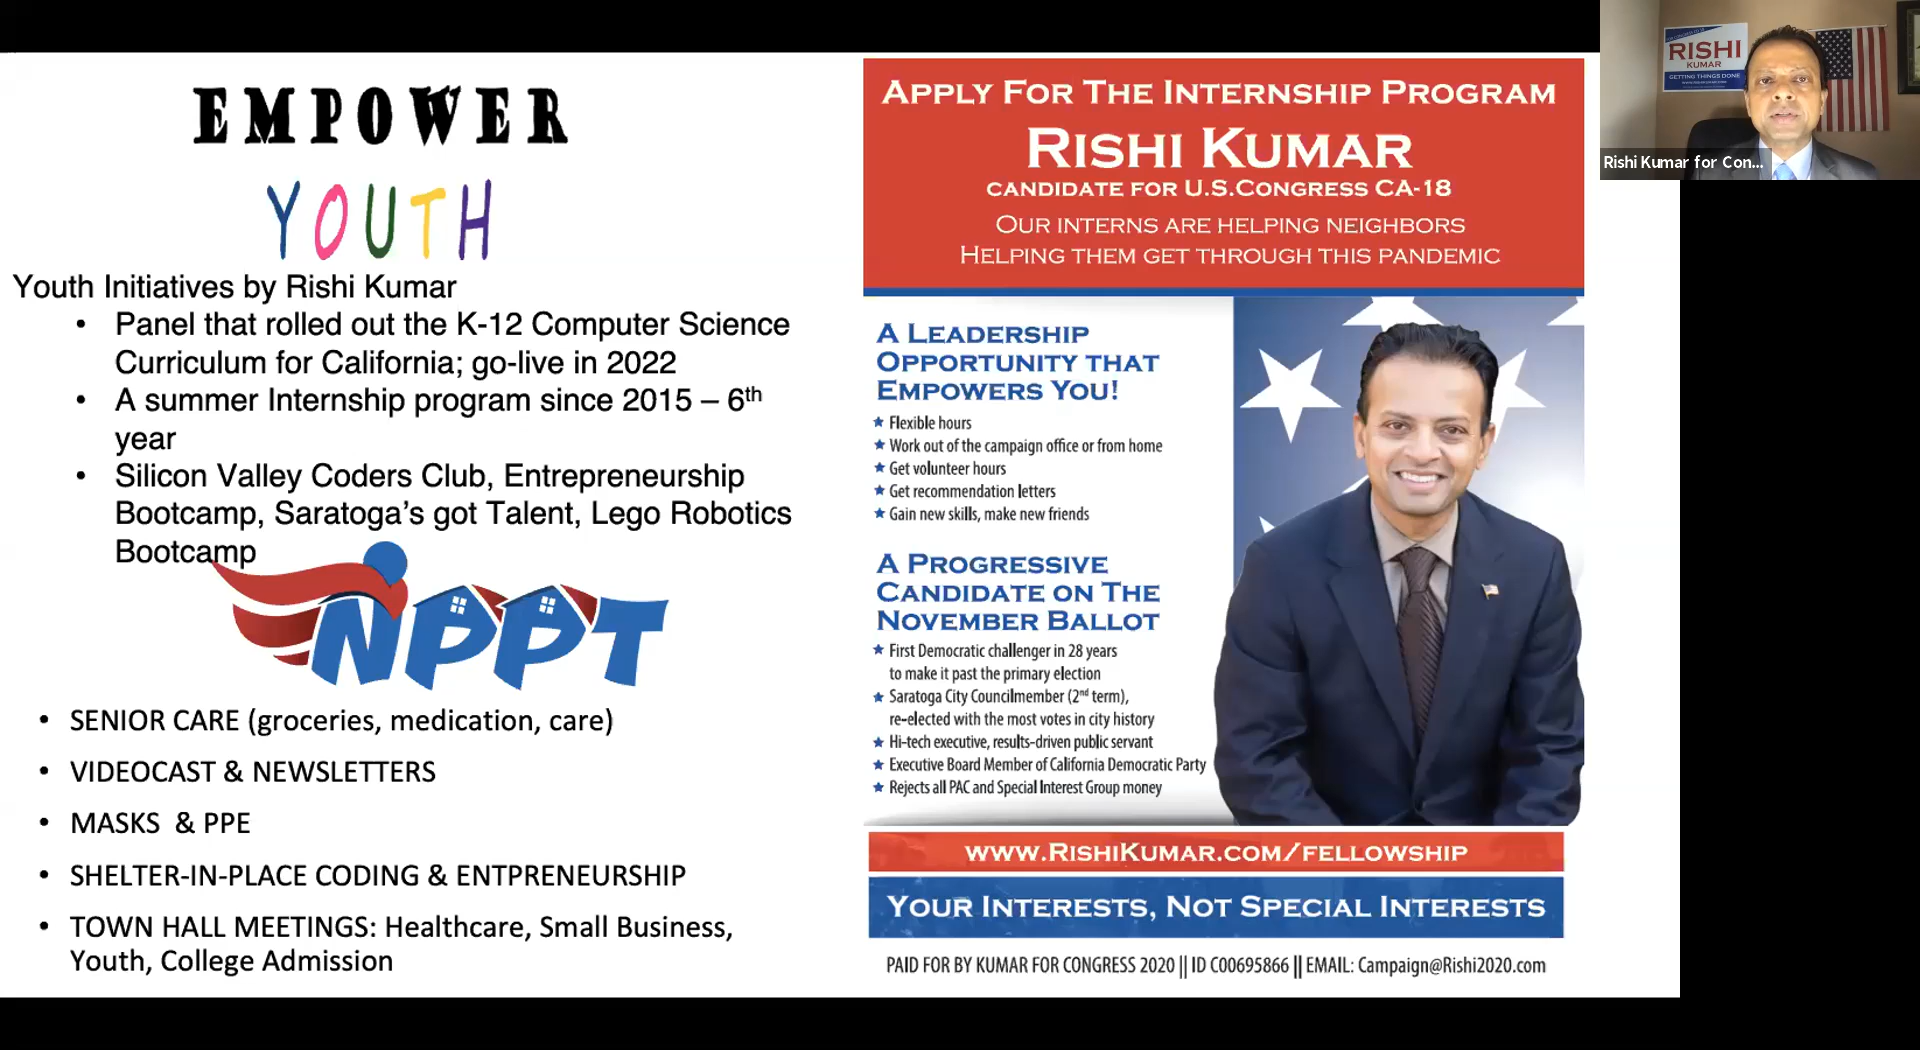 EMPOWER
YOUTH
Youth Initiatives by Rishi Kumar
• Panel that rolled out the K-12 Computer Science
Curriculum for California; go-live in 2022
• A summer Internship program since 2015 – 6th
year
• Silicon Valley Coders Club, Entrepreneurship
Bootcamp, Saratoga's got Talent, Lego Robotics
Bootcamp
NPPT
• SENIOR CARE (groceries, medication, care)
• VIDEOCAST & NEWSLETTERS
• MASKS & PPE
• SHELTER-IN-PLACE CODING & ENTPRENEURSHIP
• TOWN HALL MEETINGS: Healthcare, Small Business,
Youth, College Admission
APPLY FOR THE INTERNSHIP PROGRAM
RISHI KUMAR
CANDIDATE FOR U.S.CONGRESS CA-18
OUR INTERNS ARE HELPING NEIGHBORS
HELPING THEM GET THROUGH THIS PANDEMIC
A LEADERSHIP
OPPORTUNITY THAT
EMPOWERS YOU!
Flexible hours
Work out of the campaign office or from home
Get volunteer hours
Get recommendation letters
Gain new skills, make new friends
A PROGRESSIVE
CANDIDATE ON THE
NOVEMBER BALLOT
First Democratic challenger in 28 years
to make it past the primary election
Saratoga City Councilmember (2nd term),
re-elected with the most votes in city history
Hi-tech executive, results-driven public servant
Executive Board Member of California Democratic Party
Rejects all PAC and Special Interest Group money
WWW.RISHIKUMAR.COM/FELLOWSHIP
YOUR INTERESTS, NOT SPECIAL INTERESTS
PAID FOR BY KUMAR FOR CONGRESS 2020 || ID C00695866 || EMAIL: Campaign@Rishi2020.com
RISHI
KUMAR
GETTING THINGS DONE
Rishi Kumar for Con...